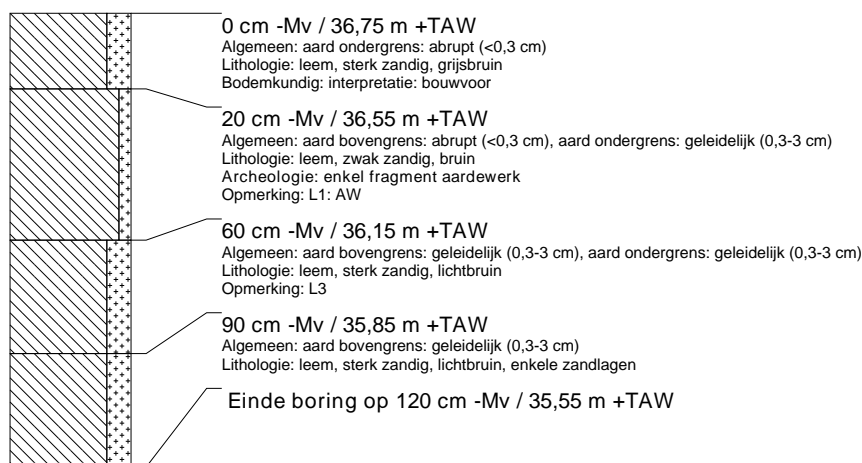 0 cm -Mv / 36,75 m +TAW
Algemeen: aard ondergrens: abrupt (<0,3 cm)
Lithologie: leem, sterk zandig, grijsbruin
Bodemkundig: interpretatie: bouwvoor
20 cm -Mv / 36,55 m +TAW
Algemeen: aard bovengrens: abrupt (<0,3 cm), aard ondergrens: geleidelijk (0,3-3 cm)
Lithologie: leem, zwak zandig, bruin
Archeologie: enkel fragment aardewerk
Opmerking: L1: AW
60 cm -Mv / 36,15 m +TAW
Algemeen: aard bovengrens: geleidelijk (0,3-3 cm), aard ondergrens: geleidelijk (0,3-3 cm)
Lithologie: leem, sterk zandig, lichtbruin
Opmerking: L3
90 cm -Mv / 35,85 m +TAW
Algemeen: aard bovengrens: geleidelijk (0,3-3 cm)
Lithologie: leem, sterk zandig, lichtbruin, enkele zandlagen
Einde boring op 120 cm -Mv / 35,55 m +TAW